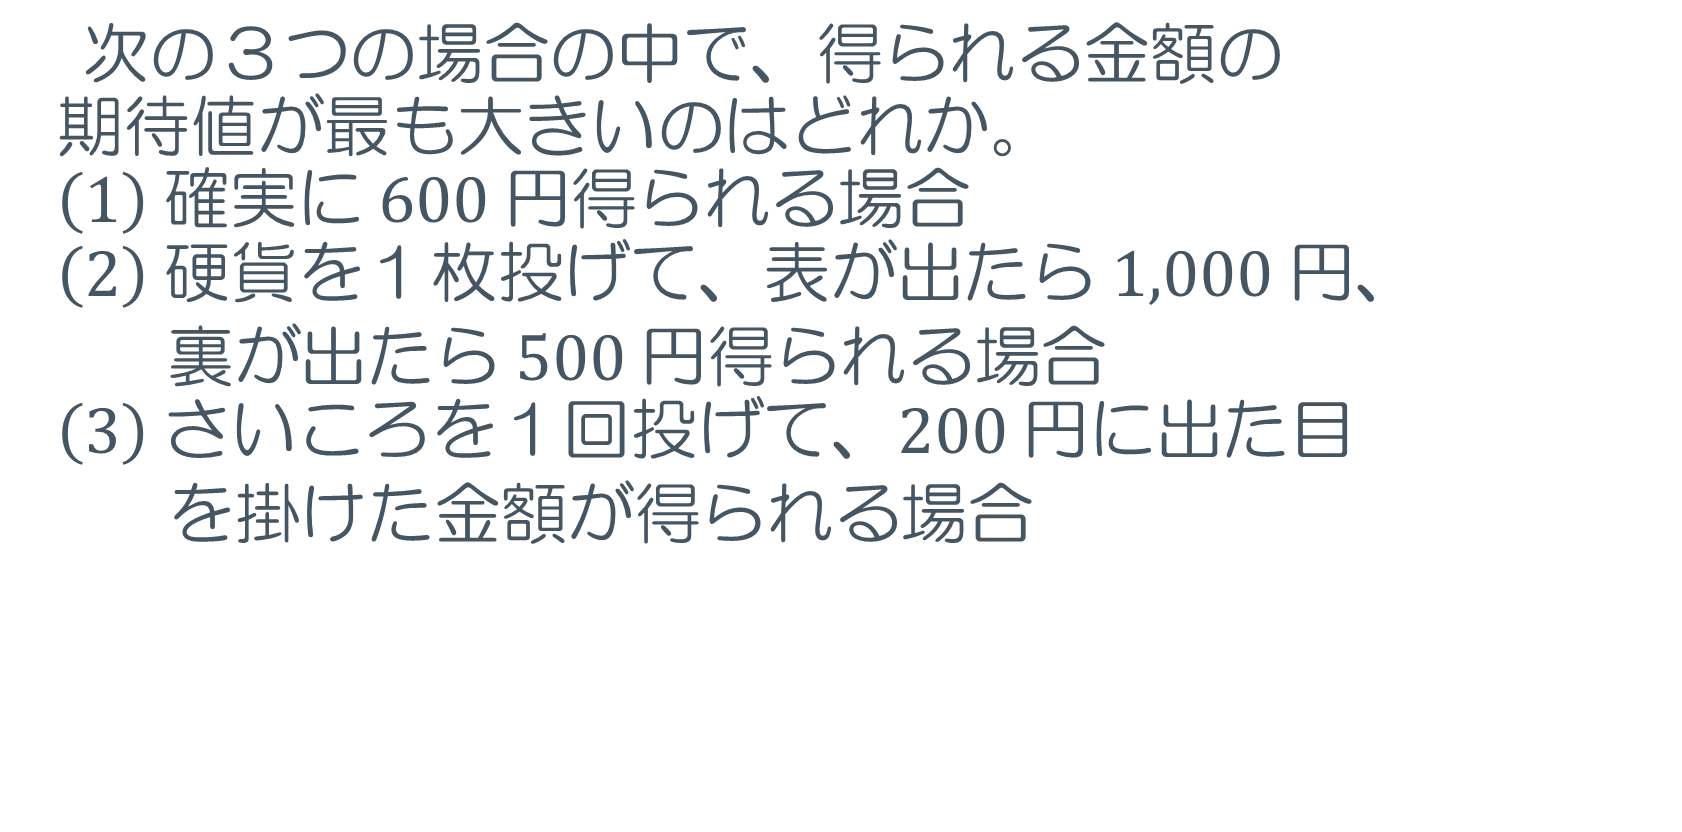 次の３つの場合の中で、得られる金額の
期待値が最も大きいのはどれか。
(1) 確実に 600 円得られる場合
(2) 硬貨を１枚投げて、表が出たら 1,000 円、
裏が出たら 500 円得られる場合
(3) さいころを１回投げて、200 円に出た目
を掛けた金額が得られる場合